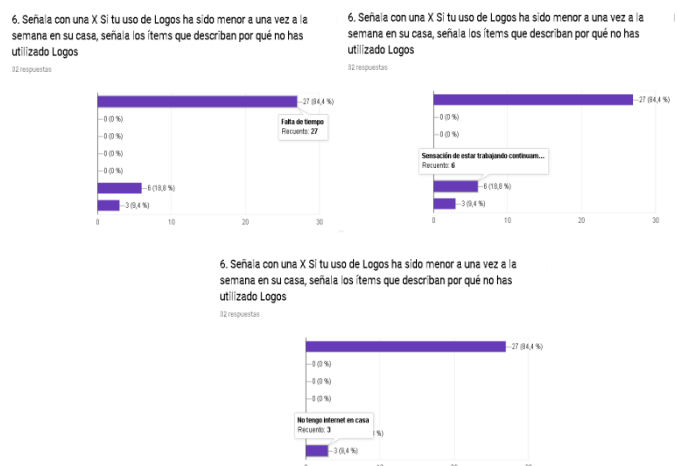 6. Señala con una X Si tu uso de Logos ha sido menor a una vez a la
semana en su casa, señala los ítems que describan por qué no has
utilizado Logos
32 respuestas
27 (84,4 %)
Falta de tiempo
Recuento: 27
0 (0 %)
0 (0 %)
0 (0 %)
0 (0 %)
6 (18,8 %)
3 (9,4 %)
0 10 20 30
6. Señala con una X Si tu uso de Logos ha sido menor a una vez a la
semana en su casa, señala los ítems que describan por qué no has
utilizado Logos
32 respuestas
27 (84,4 %)
0 (0 %)
0 (0 %)
Sensación de estar trabajando continuam...
Recuento: 6
6 (18,8 %)
3 (9,4 %)
0 10 20 30
6. Señala con una X Si tu uso de Logos ha sido menor a una vez a la
semana en su casa, señala los ítems que describan por qué no has
utilizado Logos
32 respuestas
27 (84,4 %)
0 (0 %)
0 (0 %)
0 (0 %)
No tengo internet en casa
Recuento: 3
%)
3 (9,4 %)